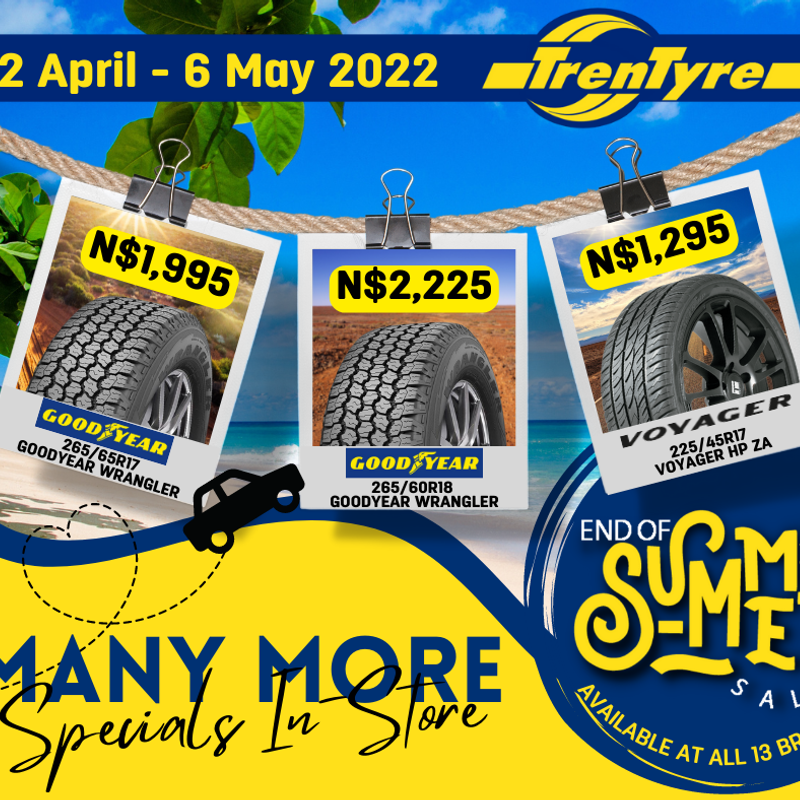 2 April - 6 May 2022
TrenTyre
N$1,995
GOODYEAR
265/65R17
GOODYEAR WRANGLER
N$2,225
GOODYEAR
265/60R18
GOODYEAR WRANGLER
N$1,295
VOYAGER
225/45R17
VOYAGER HP ZA
MANY MORE
Specials In Store
END OF
SUMME
SAL
AVAILABLE AT ALL 13 BR